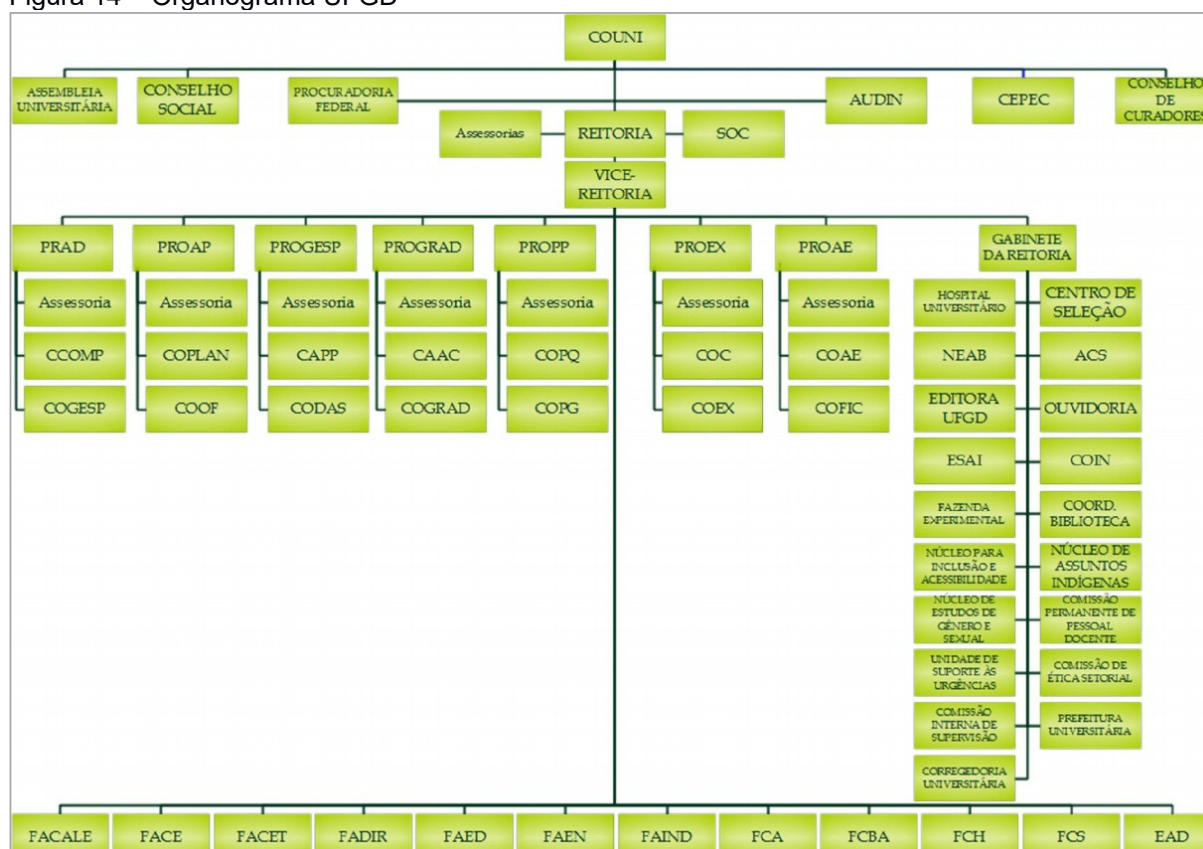 Figura 14 – Organograma UFGD
COUNI
ASSEMBLEIA
UNIVERSITÁRIA
CONSELHO
SOCIAL
PROCURADORIA
FEDERAL
AUDIN
CEPEC
CONSELHO
DE
CURADORES
Assessorias
REITORIA
SOC
VICE-
REITORIA
PRAD
PROAP
PROGESP
PROGRAD
PROPP
PROEX
PROAE
GABINETE
DA REITORIA
Assessoria
Assessoria
Assessoria
Assessoria
Assessoria
Assessoria
Assessoria
HOSPITAL
UNIVERSITÁRIO
CENTRO DE
SELEÇÃO
CCOMP
COPLAN
CAPP
CAAC
COPQ
COC
COAE
NEAB
ACS
COGESP
COOF
CODAS
COGRAD
COPG
COEX
COFIC
EDITORA
UFGD
OUVIDORIA
ESAI
COIN
FAZENDA
EXPERIMENTAL
COORD.
BIBLIOTECA
NÚCLEO PARA
INCLUSÃO E
ACESSIBILIDADE
NÚCLEO DE
ASSUNTOS
INDÍGENAS
NÚCLEO DE
ESTUDOS DE
GÊNERO E
SEXUAL
COMISSÃO
PERMANENTE DE
PESSOAL
DOCENTE
UNIDADE DE
SUPORTE ÀS
URGÊNCIAS
COMISSÃO DE
ÉTICA SETORIAL
COMISSÃO
INTERNA DE
SUPERVISÃO
PREFEITURA
UNIVERSITÁRIA
CORREGEDORIA
UNIVERSITÁRIA
FACALE
FACE
FACET
FADIR
FAED
FAEN
FAIND
FCA
FCBA
FCH
FCS
EAD